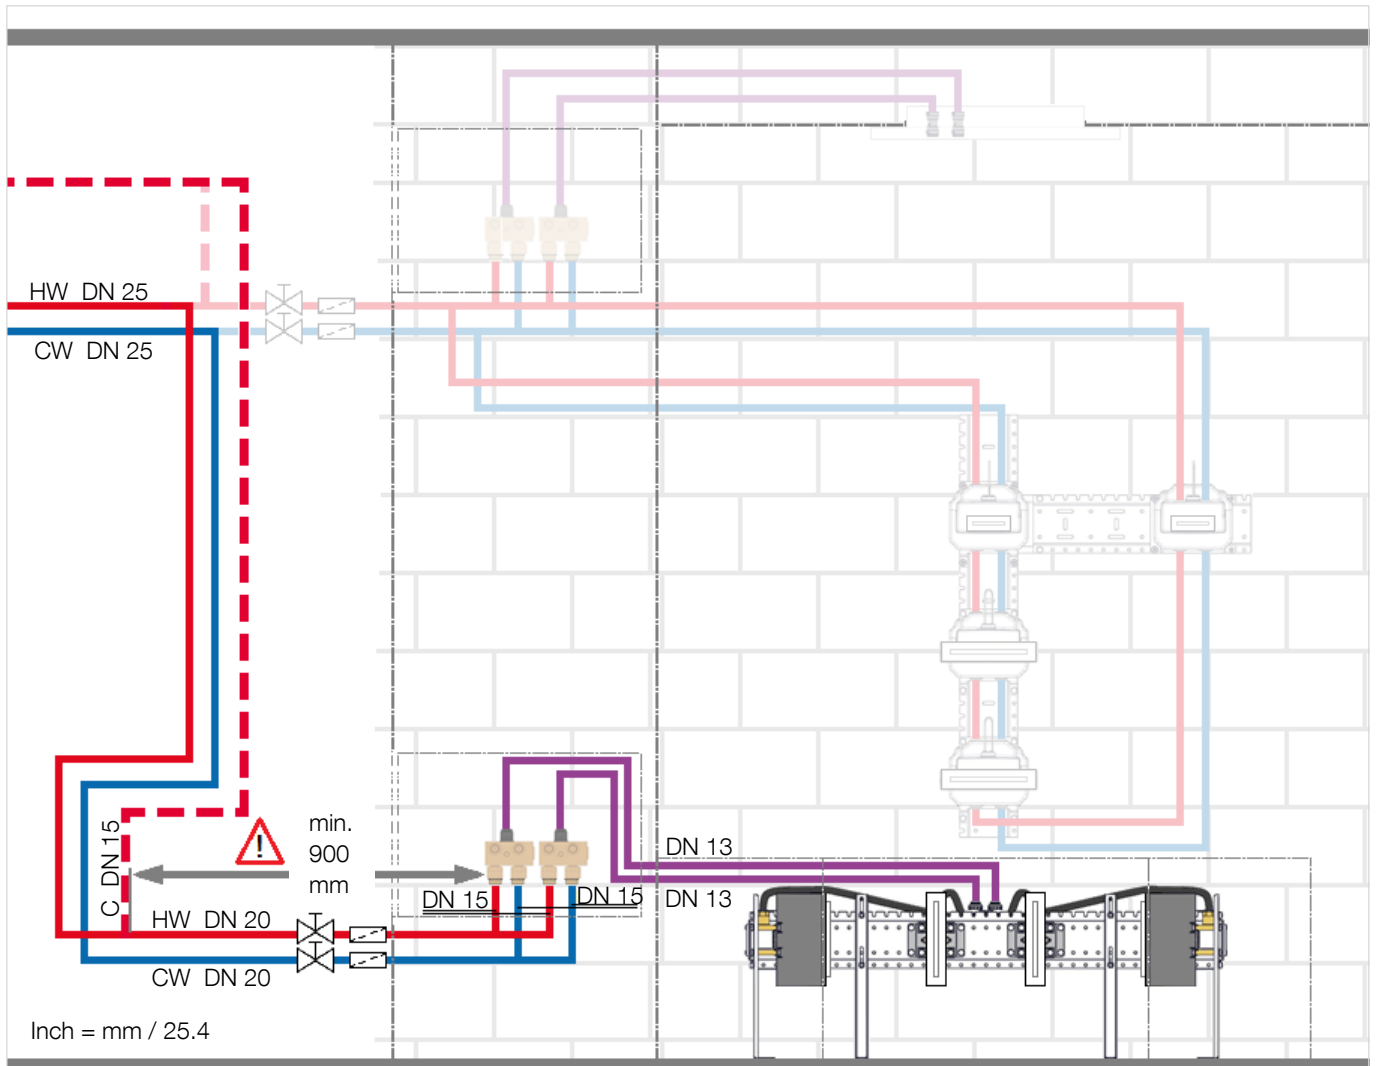 HW DN 25
CW DN 25
C DN 15
!
min.
900
mm
DN 15
DN 15
DN 13
DN 13
HW DN 20
CW DN 20
Inch = mm / 25.4